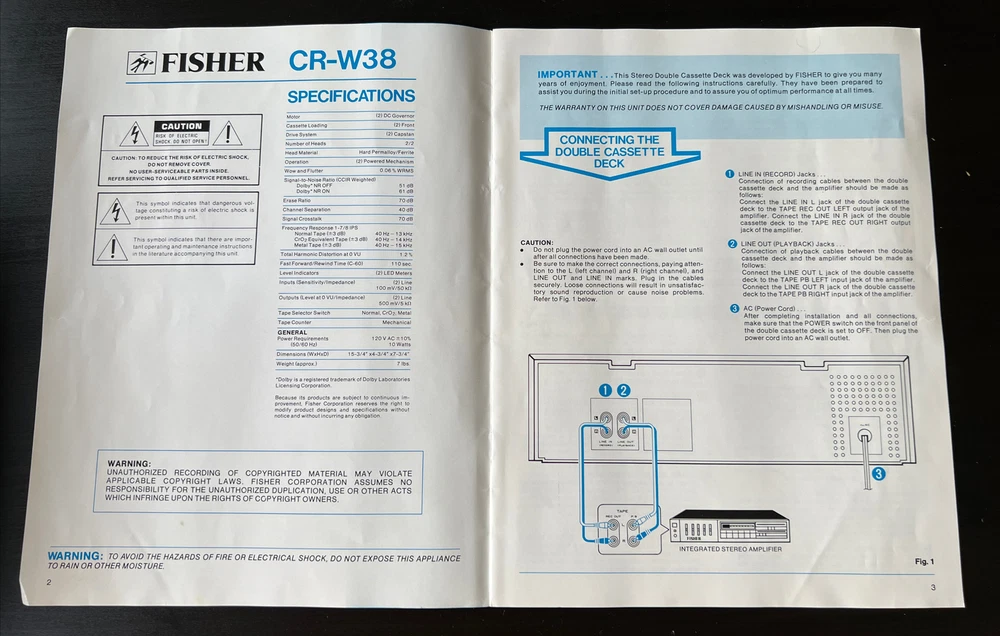 FISHER CR-W38
SPECIFICATIONS
CAUTION
RISK OF ELECTRIC
SHOCK DO NOT OPEN!
CAUTION: TO REDUCE THE RISK OF ELECTRIC SHOCK,
DO NOT REMOVE COVER.
NO USER-SERVICEABLE PARTS INSIDE.
REFER SERVICING TO QUALIFIED SERVICE PERSONNEL.
This symbol indicates that dangerous vol-
tage constituting a risk of electric shock is
present within this unit.
This symbol indicates that there are impor-
tant operating and maintenance instructions
in the literature accompanying this unit.
Motor (2) DC Governor
Cassette Loading (2) Front
Drive System (2) Capstan
Number of Heads 2/2
Head Material Hard Permalloy/Ferrite
Operation (2) Powered Mechanism
Wow and Flutter 0.06% WRMS
Signal-to-Noise Ratio (CCIR Weighted)
Dolby* NR OFF 51 dB
Dolby* NR ON 61 dB
Erase Ratio 70 dB
Channel Separation 40 dB
Signal Crosstalk 70 dB
Frequency Response 1-7/8 IPS
Normal Tape (±3 dB) 40 Hz – 13 kHz
CrO2 Equivalent Tape (±3 dB) 40 Hz – 14 kHz
Metal Tape (±3 dB) 40 Hz – 15 kHz
Total Harmonic Distortion at 0 VU 1.2 %
Fast Forward/Rewind Time (C-60) 110 sec.
Level Indicators (2) LED Meters
Inputs (Sensitivity/Impedance) (2) Line
100 mV/50 kΩ
Outputs (Level at 0 VU/Impedance) (2) Line
500 mV/5 kΩ
Tape Selector Switch Normal, CrO2, Metal
Tape Counter Mechanical
GENERAL
Power Requirements 120 V AC ±10%
(50/60 Hz) 10 Watts
Dimensions (WxHxD) 15-3/4" x4-3/4" x7-3/4"
Weight (approx.) 7 lbs.
*Dolby is a registered trademark of Dolby Laboratories
Licensing Corporation.
Because its products are subject to continuous im-
provement, Fisher Corporation reserves the right to
modify product designs and specifications without
notice and without incurring any obligation.
WARNING:
UNAUTHORIZED RECORDING OF COPYRIGHTED MATERIAL MAY VIOLATE
APPLICABLE COPYRIGHT LAWS. FISHER CORPORATION ASSUMES NO
RESPONSIBILITY FOR THE UNAUTHORIZED DUPLICATION, USE OR OTHER ACTS
WHICH INFRINGE UPON THE RIGHTS OF COPYRIGHT OWNERS.
WARNING: TO AVOID THE HAZARDS OF FIRE OR ELECTRICAL SHOCK, DO NOT EXPOSE THIS APPLIANCE
TO RAIN OR OTHER MOISTURE.
2
IMPORTANT . . . This Stereo Double Cassette Deck was developed by FISHER to give you many
years of enjoyment. Please read the following instructions carefully. They have been prepared to
assist you during the initial set-up procedure and to assure you of optimum performance at all times.
THE WARRANTY ON THIS UNIT DOES NOT COVER DAMAGE CAUSED BY MISHANDLING OR MISUSE.
CONNECTING THE
DOUBLE CASSETTE
DECK
CAUTION:
● Do not plug the power cord into an AC wall outlet until
after all connections have been made.
● Be sure to make the correct connections, paying atten-
tion to the L (left channel) and R (right channel), and
LINE OUT and LINE IN marks. Plug in the cables
securely. Loose connections will result in unsatisfac-
tory sound reproduction or cause noise problems.
Refer to Fig. 1 below.
1 LINE IN (RECORD) Jacks . . .
Connection of recording cables between the double
cassette deck and the amplifier should be made as
follows:
Connect the LINE IN L jack of the double cassette
deck to the TAPE REC OUT LEFT output jack of the
amplifier. Connect the LINE IN R jack of the double
cassette deck to the TAPE REC OUT RIGHT output
jack of the amplifier.
2 LINE OUT (PLAYBACK) Jacks . . .
Connection of playback cables between the double
cassette deck and the amplifier should be made as
follows:
Connect the LINE OUT L jack of the double cassette
deck to the TAPE PB LEFT input jack of the amplifier.
Connect the LINE OUT R jack of the double cassette
deck to the TAPE PB RIGHT input jack of the amplifier.
3 AC (Power Cord) . . .
After completing installation and all connections,
make sure that the POWER switch on the front panel of
the double cassette deck is set to OFF. Then plug the
power cord into an AC wall outlet.
1 2
LINE IN LINE OUT
(RECORD) (PLAYBACK)
3
TAPE
REC OUT P.B.
R
FISHER
INTEGRATED STEREO AMPLIFIER
Fig. 1
3